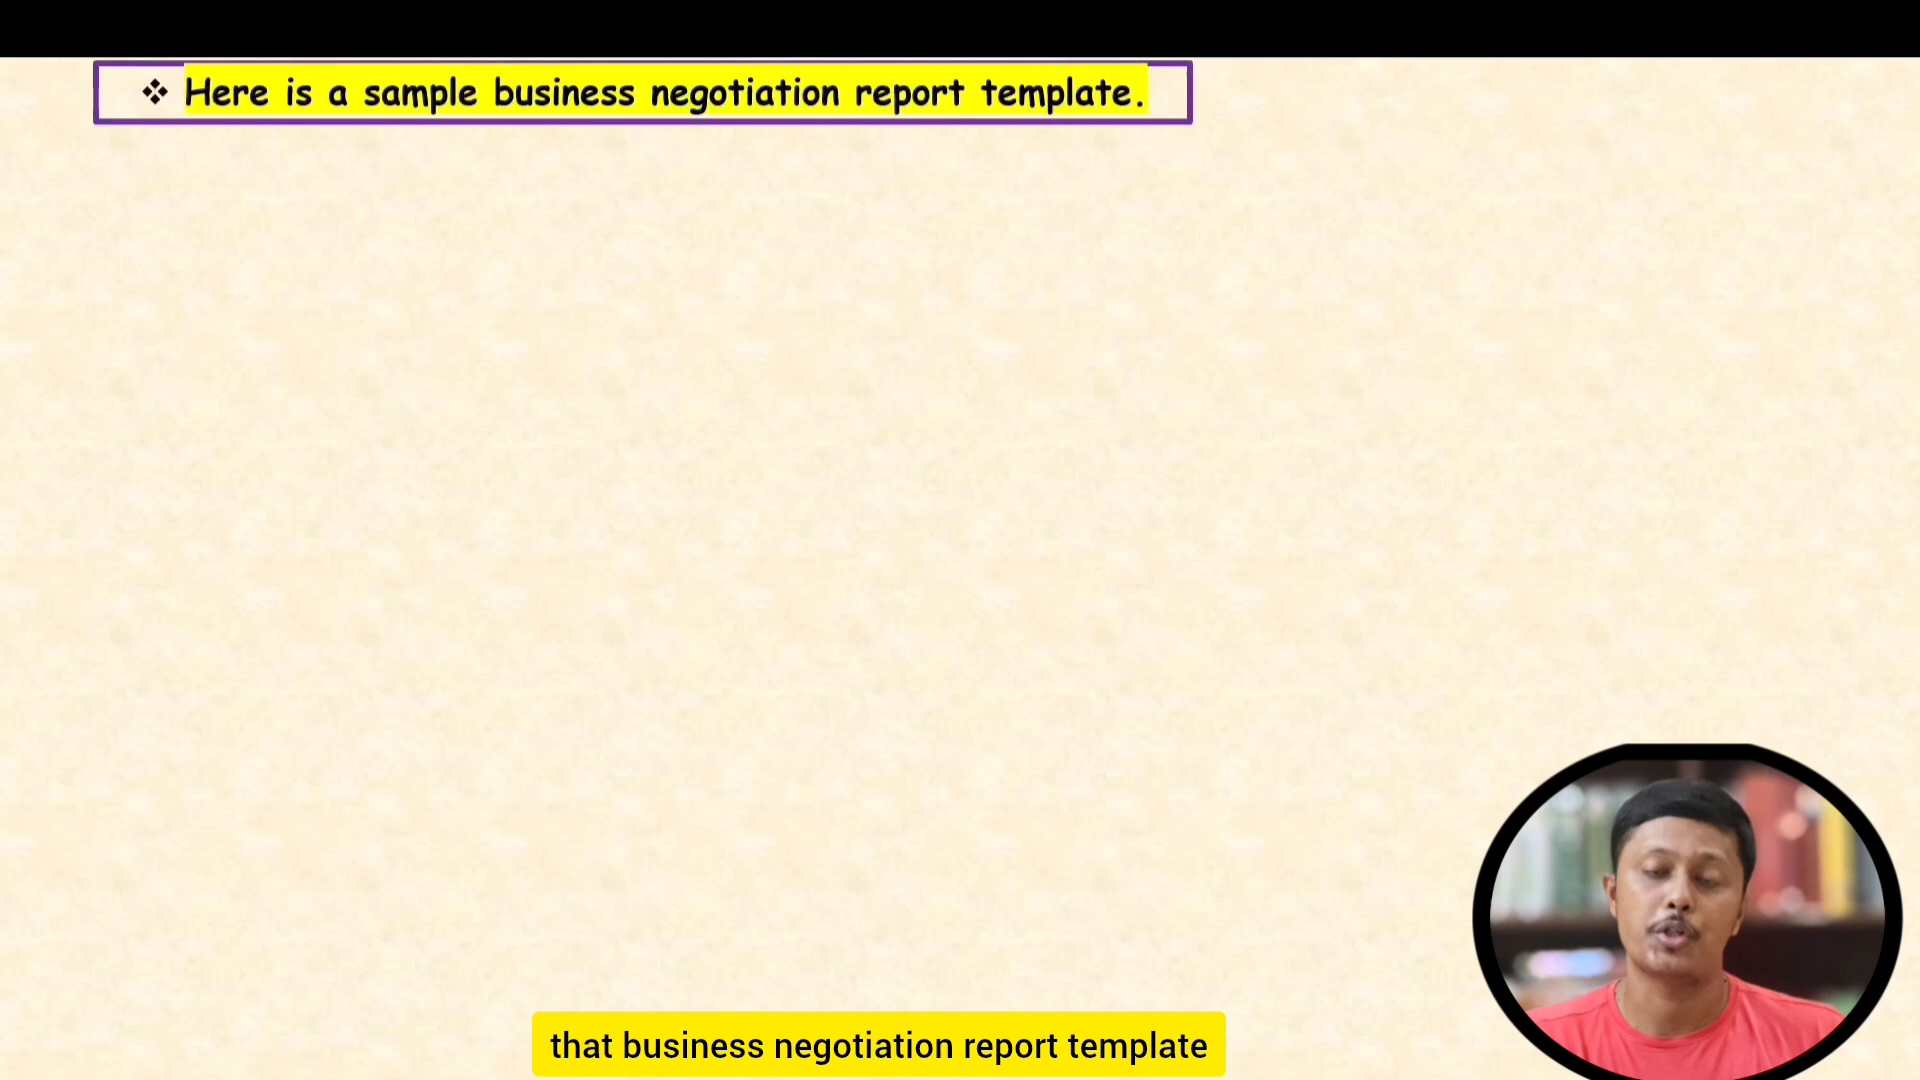 ❖ Here is a sample business negotiation report template.
that business negotiation report template